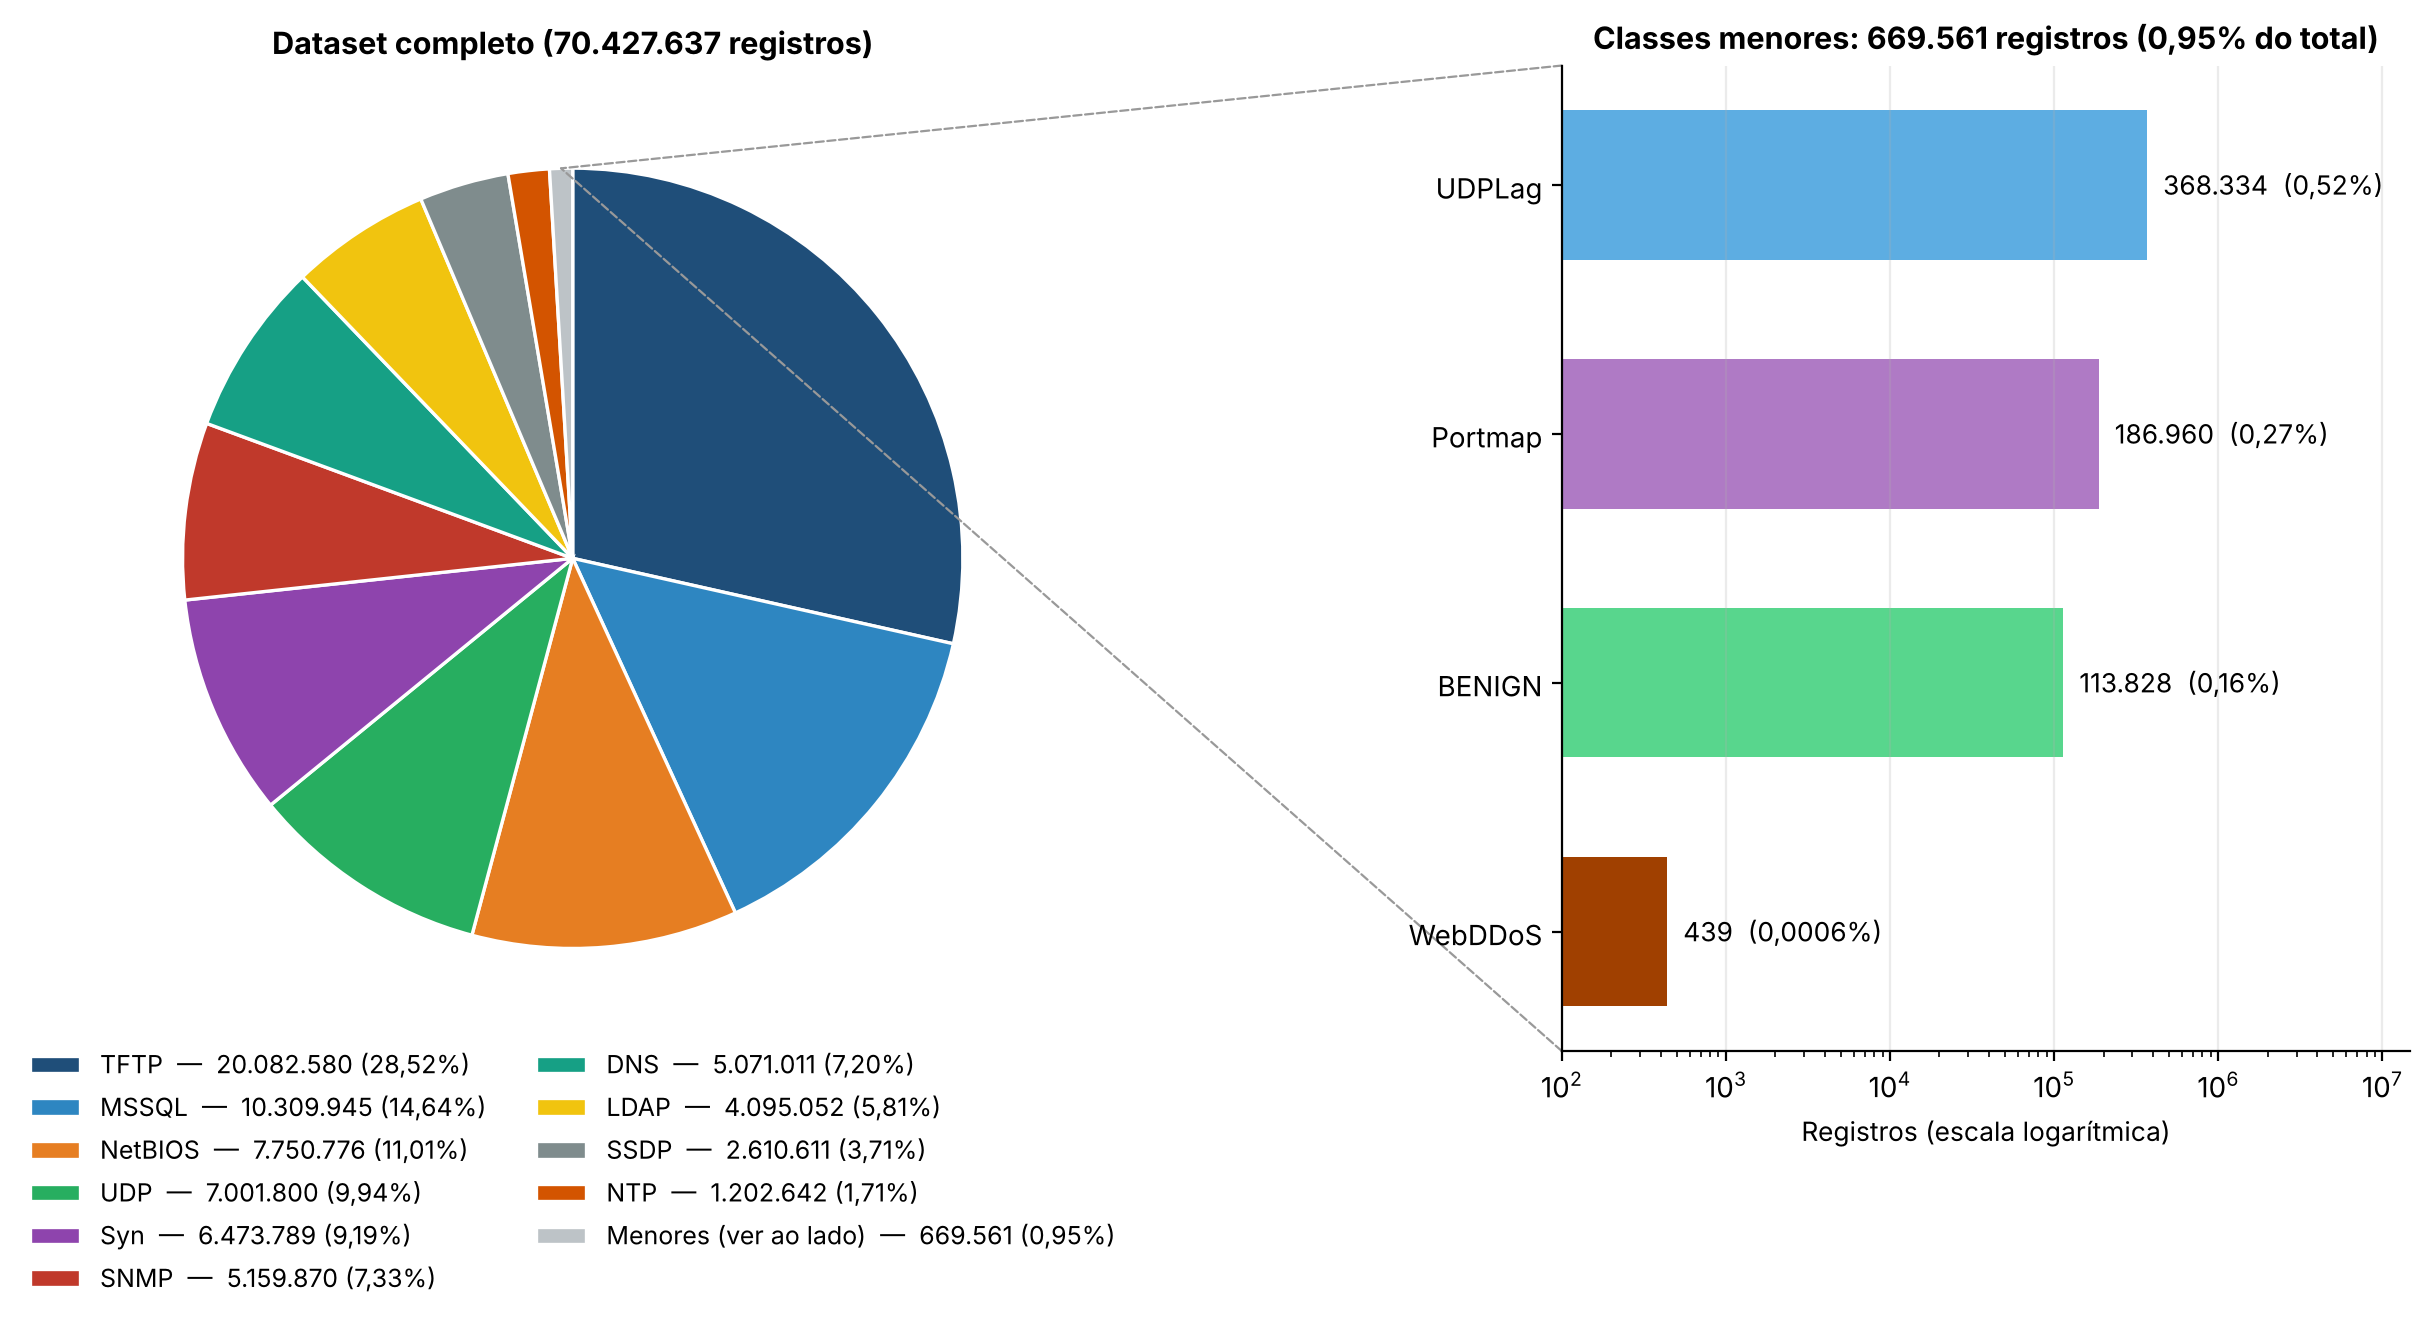 Dataset completo (70.427.637 registros)
TFTP — 20.082.580 (28,52%)
MSSQL — 10.309.945 (14,64%)
NetBIOS — 7.750.776 (11,01%)
UDP — 7.001.800 (9,94%)
Syn — 6.473.789 (9,19%)
SNMP — 5.159.870 (7,33%)
DNS — 5.071.011 (7,20%)
LDAP — 4.095.052 (5,81%)
SSDP — 2.610.611 (3,71%)
NTP — 1.202.642 (1,71%)
Menores (ver ao lado) — 669.561 (0,95%)
Classes menores: 669.561 registros (0,95% do total)
UDPLag 368.334 (0,52%)
Portmap 186.960 (0,27%)
BENIGN 113.828 (0,16%)
WebDDoS 439 (0,0006%)
10² 10³ 10⁴ 10⁵ 10⁶ 10⁷
Registros (escala logarítmica)